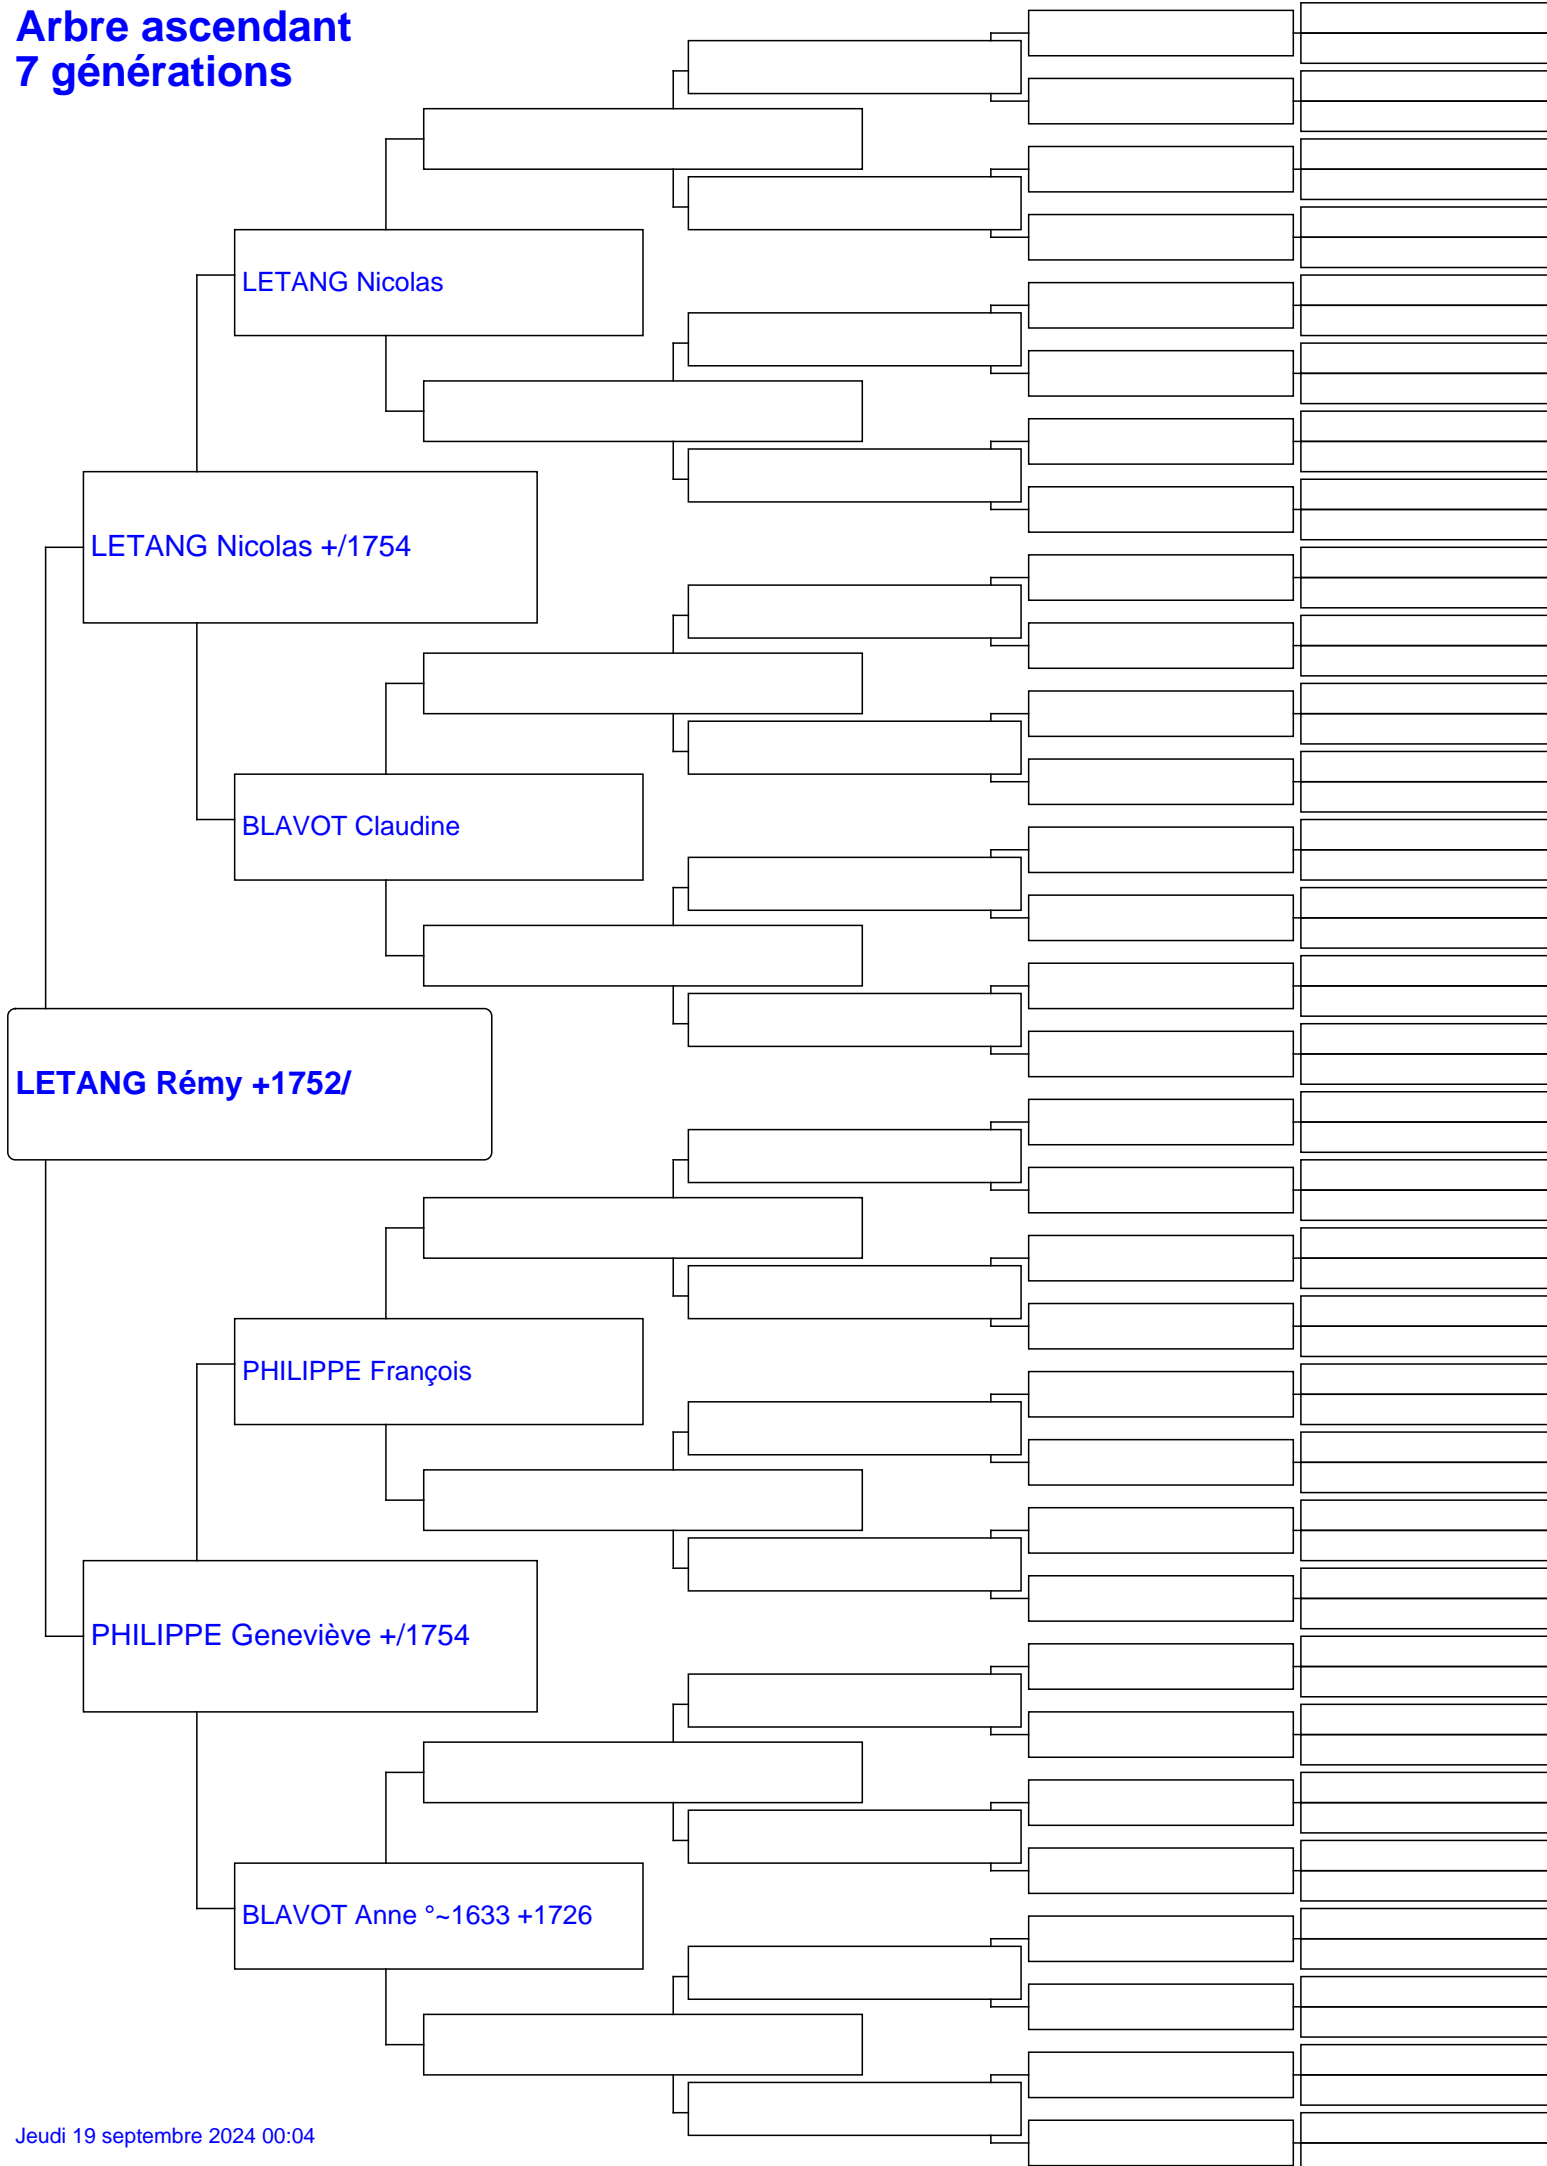 Arbre ascendant
7 générations
LETANG Nicolas
LETANG Nicolas +/1754
BLAVOT Claudine
LETANG Rémy +1752/
PHILIPPE François
PHILIPPE Geneviève +/1754
BLAVOT Anne °~1633 +1726
Jeudi 19 septembre 2024 00:04